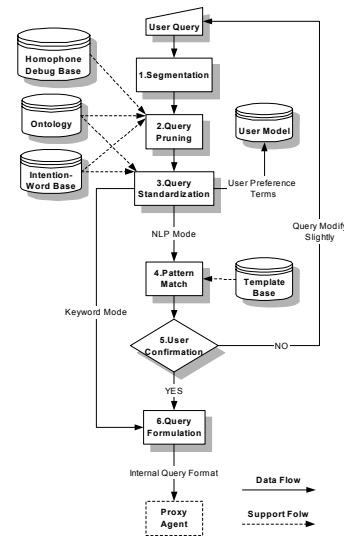 User Query
Homophone
Debug Base
1.Segmentation
Ontology
2.Query
Pruning
User Model
Intention-
Word Base
3.Query
Standardization
User Preference
Terms
Query Modify
Slightly
NLP Mode
4.Pattern
Match
Template
Base
Keyword Mode
5.User
Confirmation
NO
YES
6.Query
Formulation
Internal Query Format
Data Flow
Proxy
Agent
Support Folw